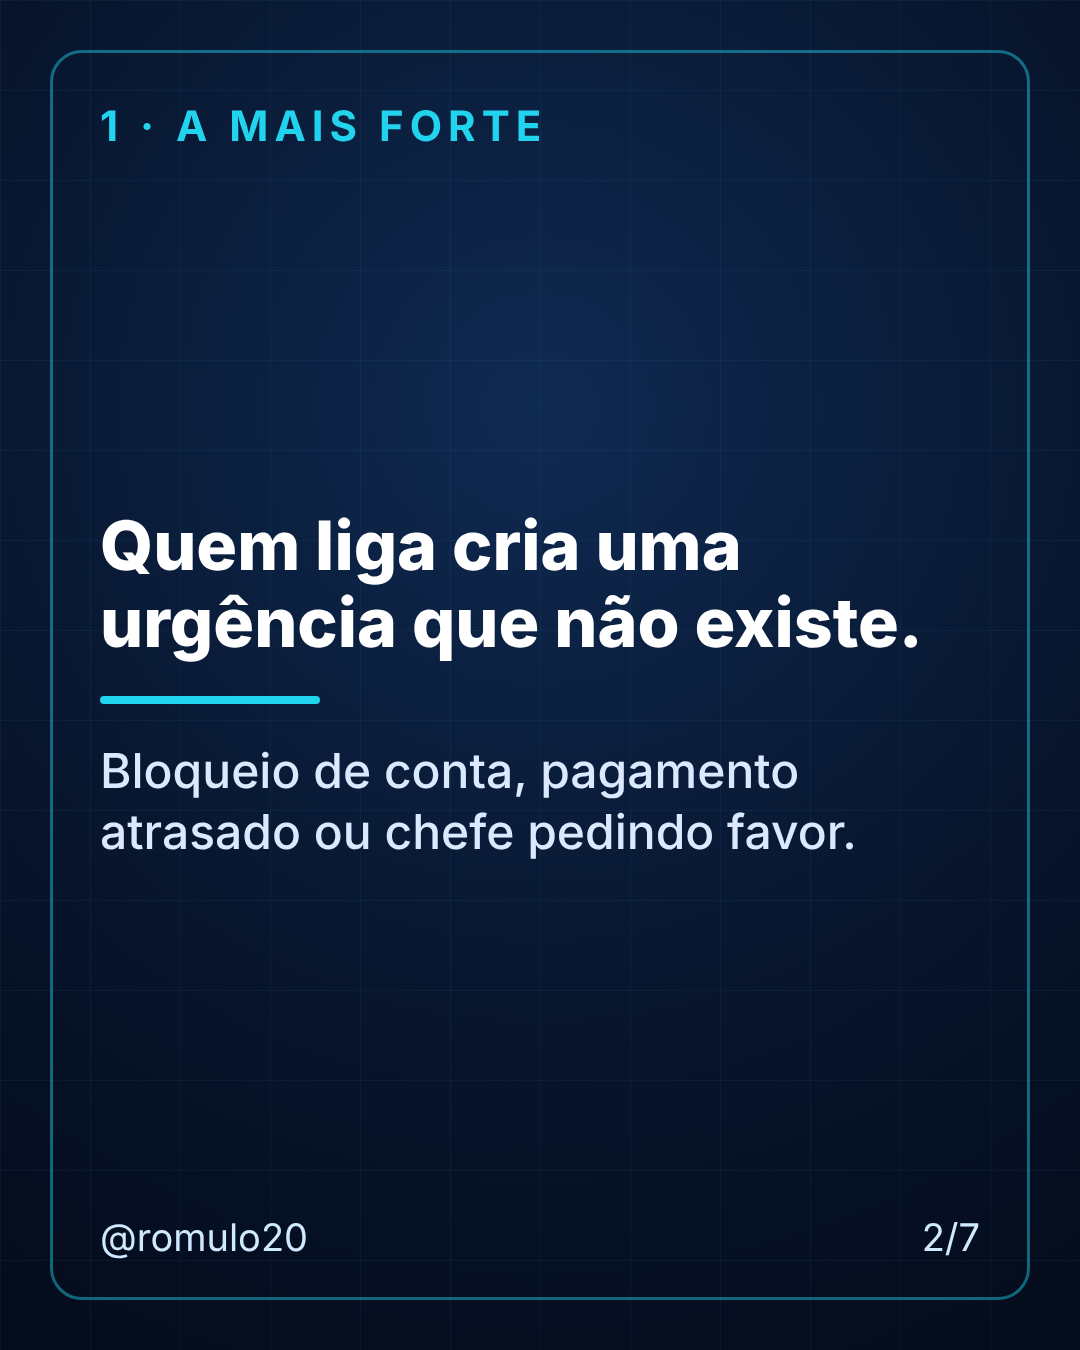 1 · A MAIS FORTE
Quem liga cria uma
urgência que não existe.
Bloqueio de conta, pagamento
atrasado ou chefe pedindo favor.
@romulo20
2/7